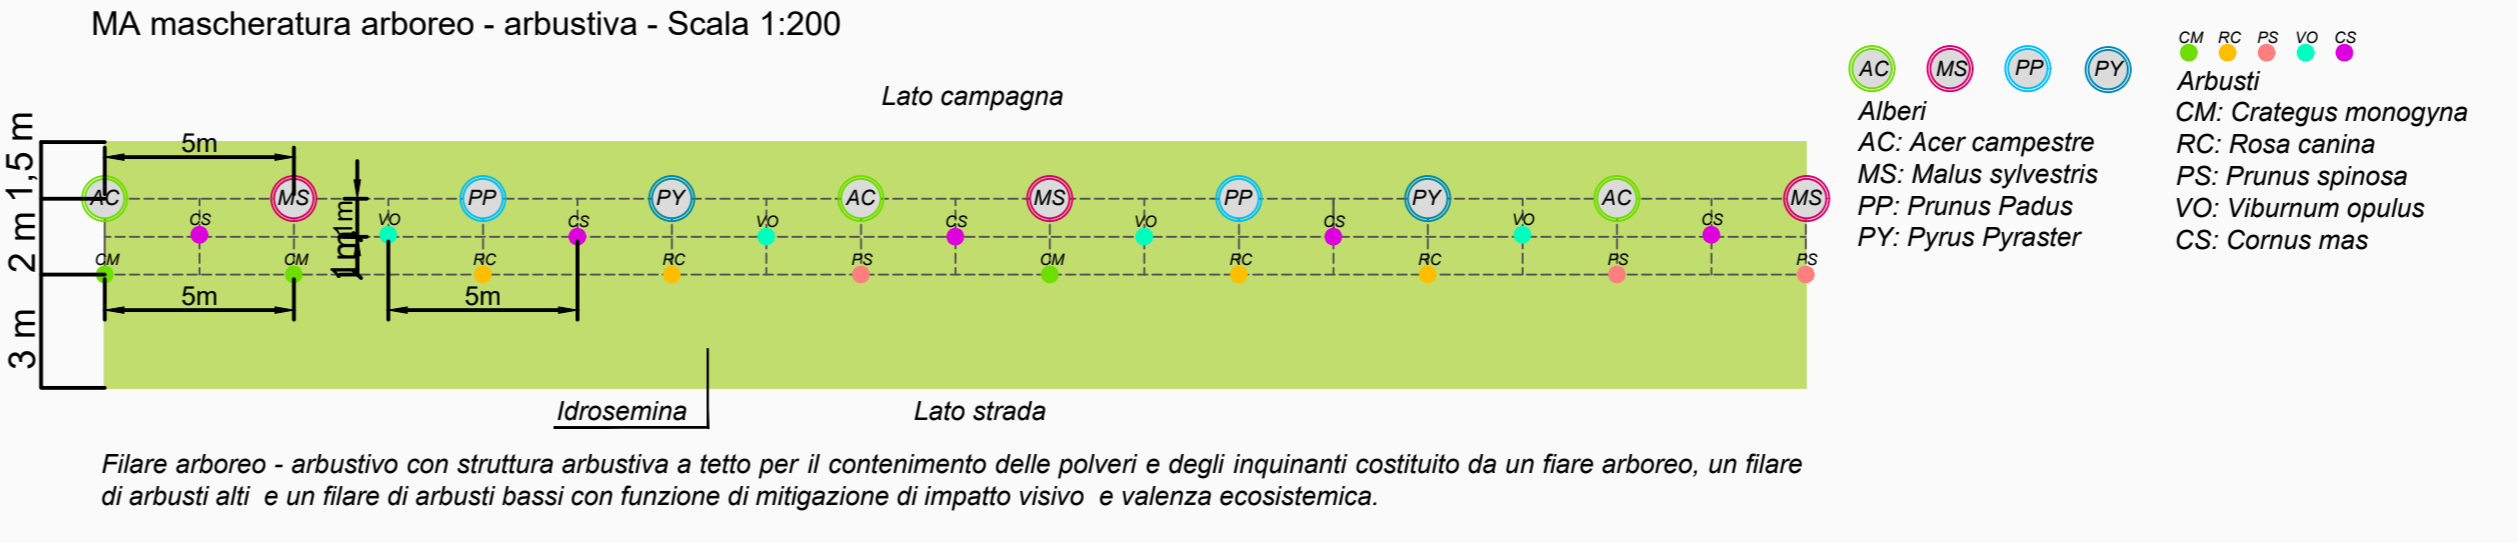 MA mascheratura arboreo - arbustiva - Scala 1:200
Lato campagna
1,5 m
2 m
3 m
5m
AC MS PP PY AC MS PP PY AC MS
1m
CS VO CS VO CS VO CS VO CS
1m
CM CM RC RC PS CM RC RC PS PS
5m 5m
Idrosemina
Lato strada
Filare arboreo - arbustivo con struttura arbustiva a tetto per il contenimento delle polveri e degli inquinanti costituito da un fiare arboreo, un filare
di arbusti alti e un filare di arbusti bassi con funzione di mitigazione di impatto visivo e valenza ecosistemica.
AC MS PP PY
Alberi
AC: Acer campestre
MS: Malus sylvestris
PP: Prunus Padus
PY: Pyrus Pyraster
CM RC PS VO CS
Arbusti
CM: Crategus monogyna
RC: Rosa canina
PS: Prunus spinosa
VO: Viburnum opulus
CS: Cornus mas